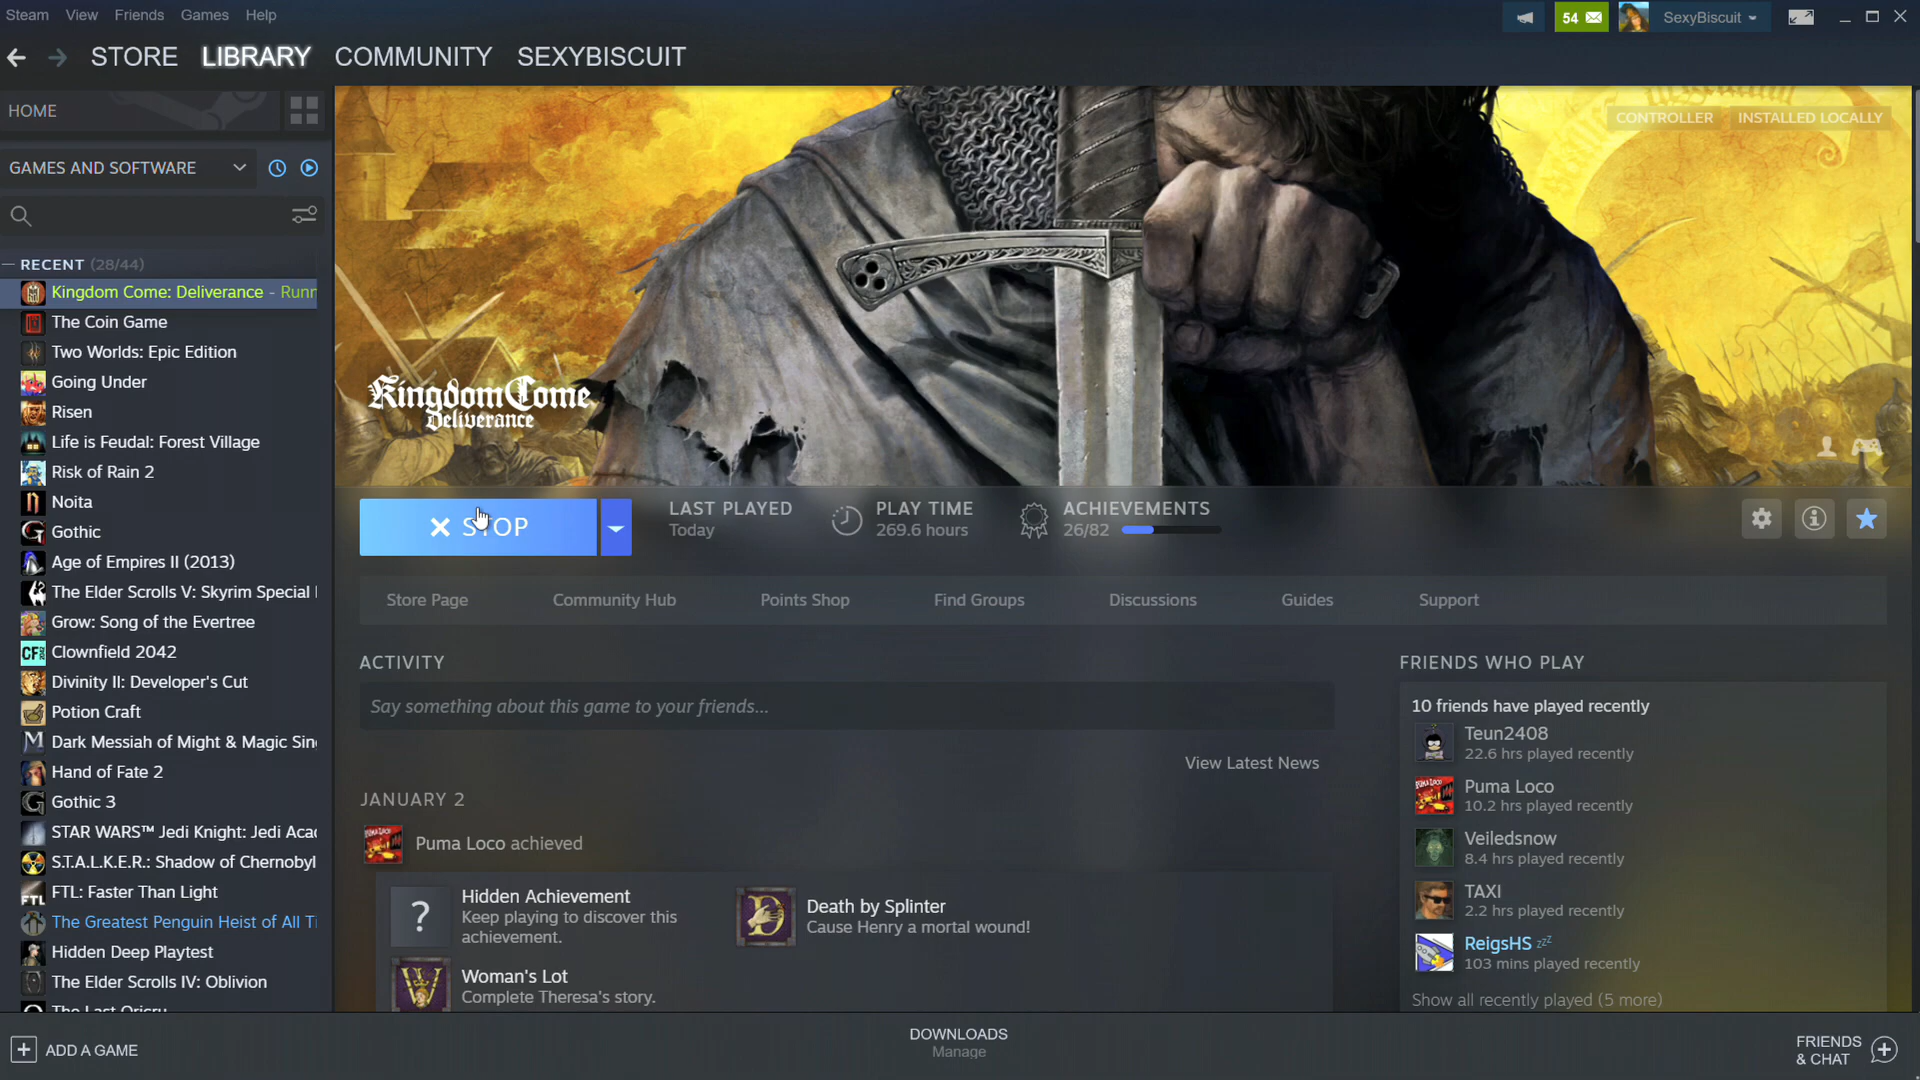 Steam View Friends Games Help
54 SexyBiscuit
STORE LIBRARY COMMUNITY SEXYBISCUIT
HOME
GAMES AND SOFTWARE
RECENT (28/44)
Kingdom Come: Deliverance - Runn
The Coin Game
Two Worlds: Epic Edition
Going Under
Risen
Life is Feudal: Forest Village
Risk of Rain 2
Noita
Gothic
Age of Empires II (2013)
The Elder Scrolls V: Skyrim Special
Grow: Song of the Evertree
Clownfield 2042
Divinity II: Developer's Cut
Potion Craft
Dark Messiah of Might & Magic Sin
Hand of Fate 2
Gothic 3
STAR WARS™ Jedi Knight: Jedi Aca
S.T.A.L.K.E.R.: Shadow of Chernobyl
FTL: Faster Than Light
The Greatest Penguin Heist of All Ti
Hidden Deep Playtest
The Elder Scrolls IV: Oblivion
ADD A GAME
CONTROLLER INSTALLED LOCALLY
Kingdom Come
Deliverance
STOP
LAST PLAYED
Today
PLAY TIME
269.6 hours
ACHIEVEMENTS
26/82
Store Page Community Hub Points Shop Find Groups Discussions Guides Support
ACTIVITY
Say something about this game to your friends...
View Latest News
JANUARY 2
Puma Loco achieved
Hidden Achievement
Keep playing to discover this
achievement.
Death by Splinter
Cause Henry a mortal wound!
Woman's Lot
Complete Theresa's story.
FRIENDS WHO PLAY
10 friends have played recently
Teun2408
22.6 hrs played recently
Puma Loco
10.2 hrs played recently
Veiledsnow
8.4 hrs played recently
TAXI
2.2 hrs played recently
ReigsHS zzz
103 mins played recently
Show all recently played (5 more)
DOWNLOADS
Manage
FRIENDS
& CHAT